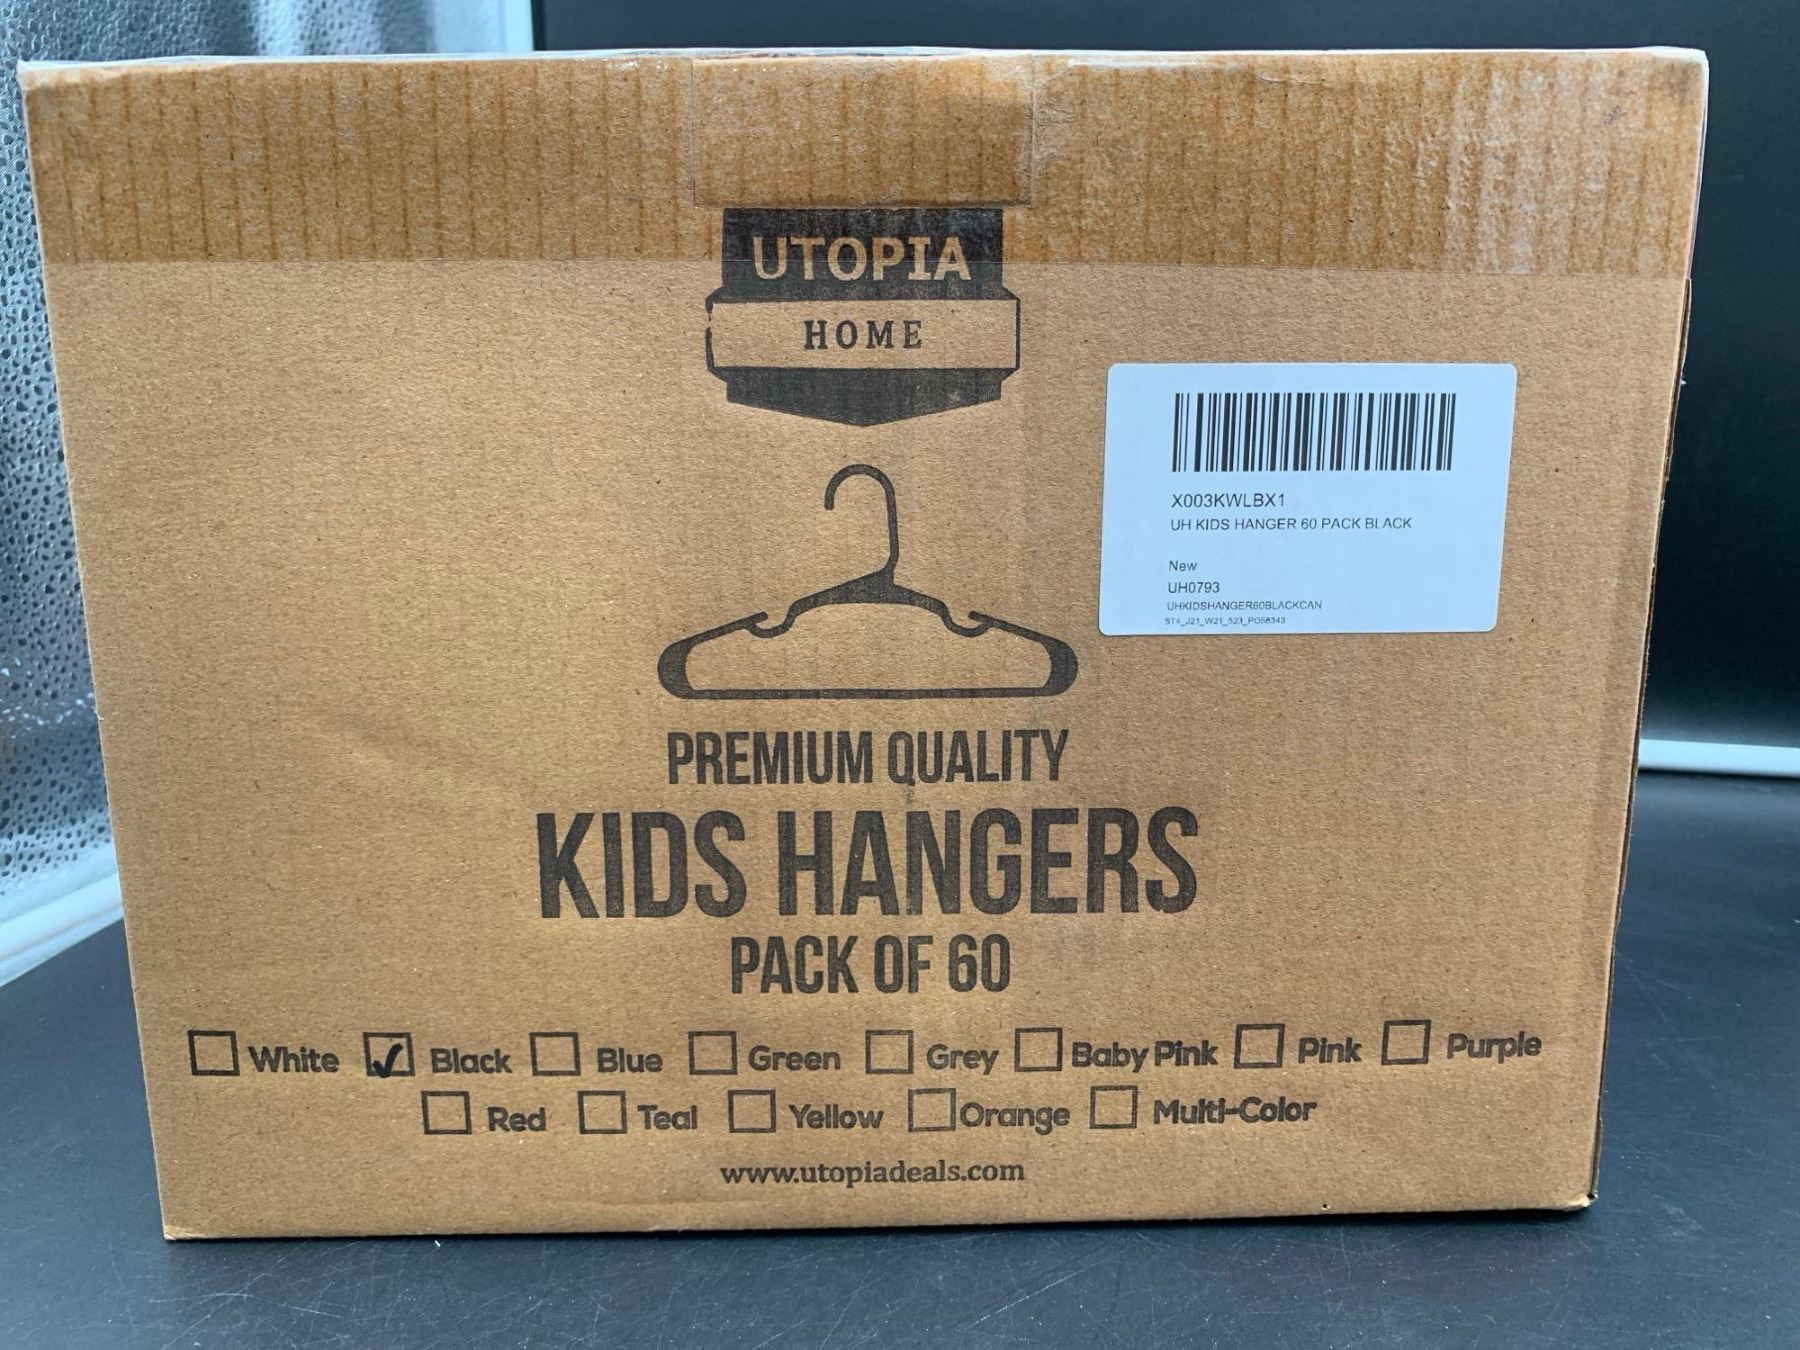 UTOPIA
HOME
X003KWLBX1
UH KIDS HANGER 60 PACK BLACK
New
UH0793
UHKIDSHANGER60BLACKCAN
ST4_J21_W21_523_PO58343
PREMIUM QUALITY
KIDS HANGERS
PACK OF 60
White Black Blue Green Grey Baby Pink Pink Purple
Red Teal Yellow Orange Multi-Color
www.utopiadeals.com